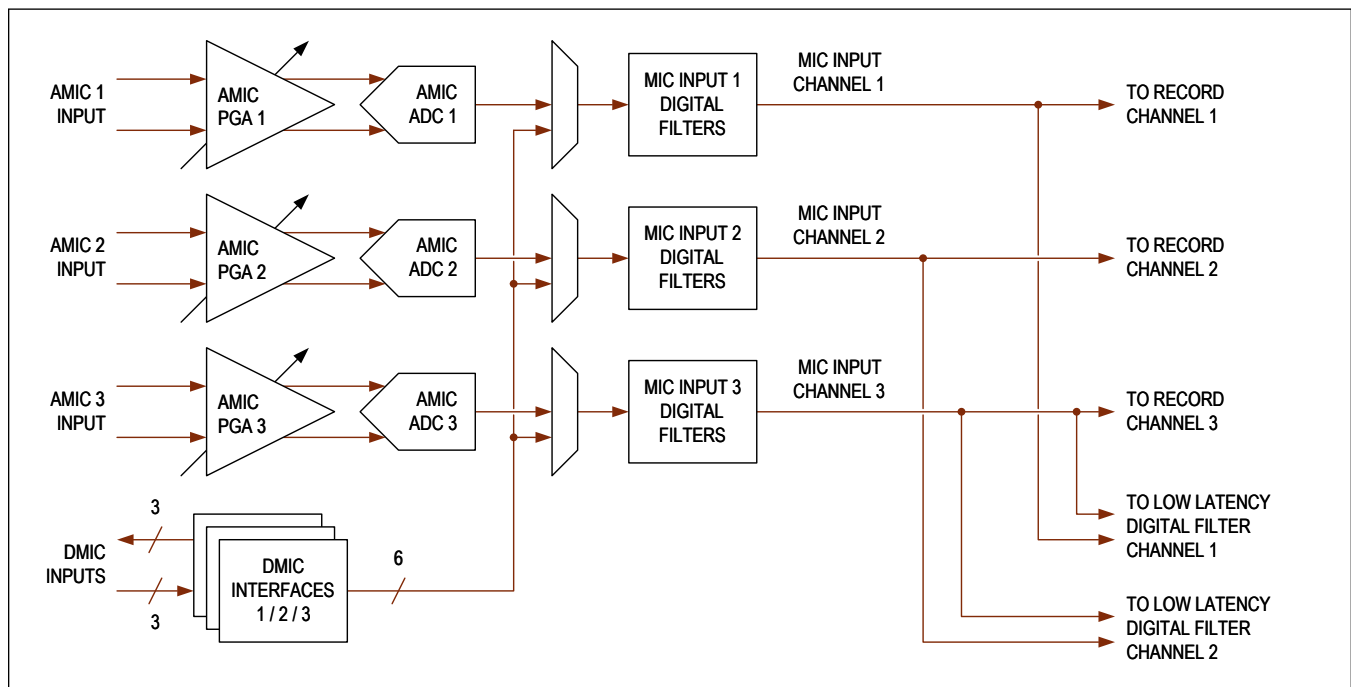 AMIC 1
INPUT
AMIC
PGA 1
AMIC
ADC 1
MIC INPUT 1
DIGITAL
FILTERS
MIC INPUT
CHANNEL 1
TO RECORD
CHANNEL 1
AMIC 2
INPUT
AMIC
PGA 2
AMIC
ADC 2
MIC INPUT 2
DIGITAL
FILTERS
MIC INPUT
CHANNEL 2
TO RECORD
CHANNEL 2
AMIC 3
INPUT
AMIC
PGA 3
AMIC
ADC 3
MIC INPUT 3
DIGITAL
FILTERS
MIC INPUT
CHANNEL 3
TO RECORD
CHANNEL 3
DMIC
INPUTS
3
3
DMIC
INTERFACES
1 / 2 / 3
6
TO LOW LATENCY
DIGITAL FILTER
CHANNEL 1
TO LOW LATENCY
DIGITAL FILTER
CHANNEL 2